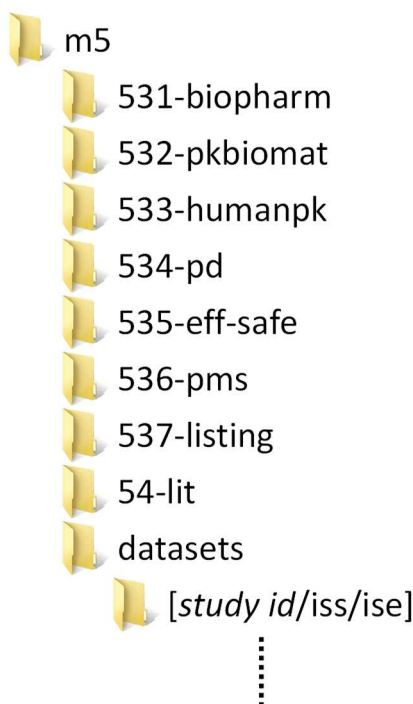 m5
531-biopharm
532-pkbiomat
533-humanpk
534-pd
535-eff-safe
536-pms
537-listing
54-lit
datasets
[study id/iss/ise]